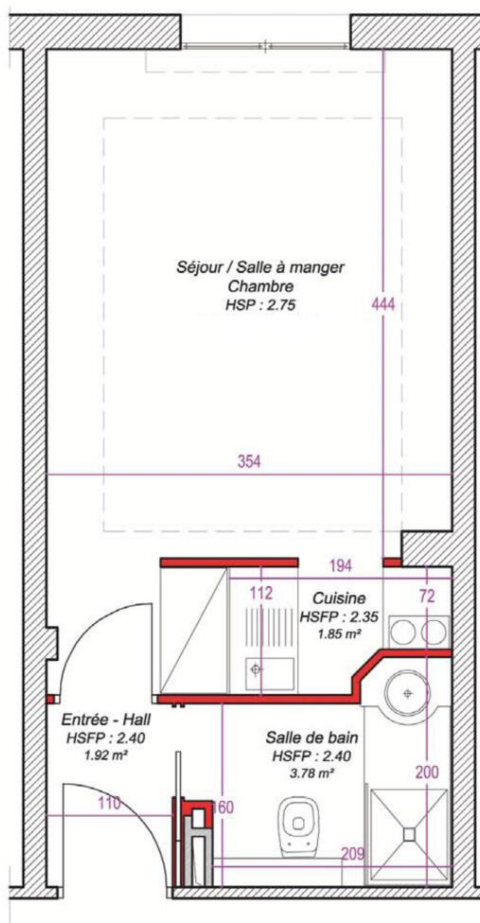 Séjour / Salle à manger
Chambre
HSP : 2.75
444
354
194
112
Cuisine
HSFP : 2.35
1.85 m²
72
Entrée - Hall
HSFP : 2.40
1.92 m²
Salle de bain
HSFP : 2.40
3.78 m²
200
110
160
209